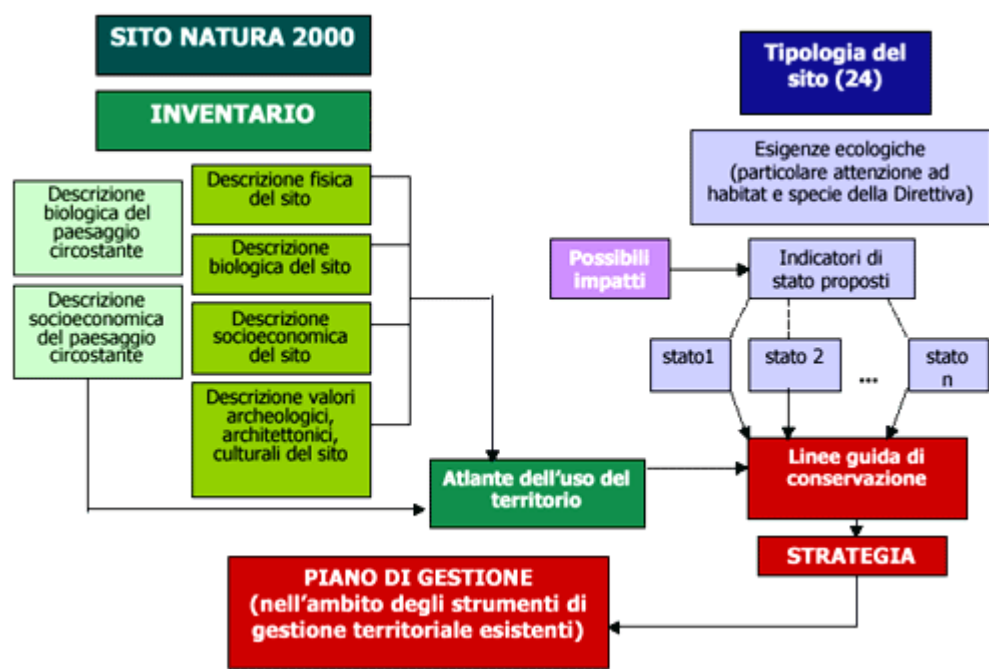 SITO NATURA 2000
INVENTARIO
Descrizione
biologica del
paesaggio
circostante
Descrizione
socioeconomica
del paesaggio
circostante
Descrizione fisica
del sito
Descrizione
biologica del sito
Descrizione
socioeconomica
del sito
Descrizione valori
archeologici,
architettonici,
culturali del sito
Atlante dell'uso del
territorio
Tipologia del
sito (24)
Esigenze ecologiche
(particolare attenzione ad
habitat e specie della Direttiva)
Possibili
impatti
Indicatori di
stato proposti
stato1
stato 2
...
stato
n
Linee guida di
conservazione
STRATEGIA
PIANO DI GESTIONE
(nell'ambito degli strumenti di
gestione territoriale esistenti)